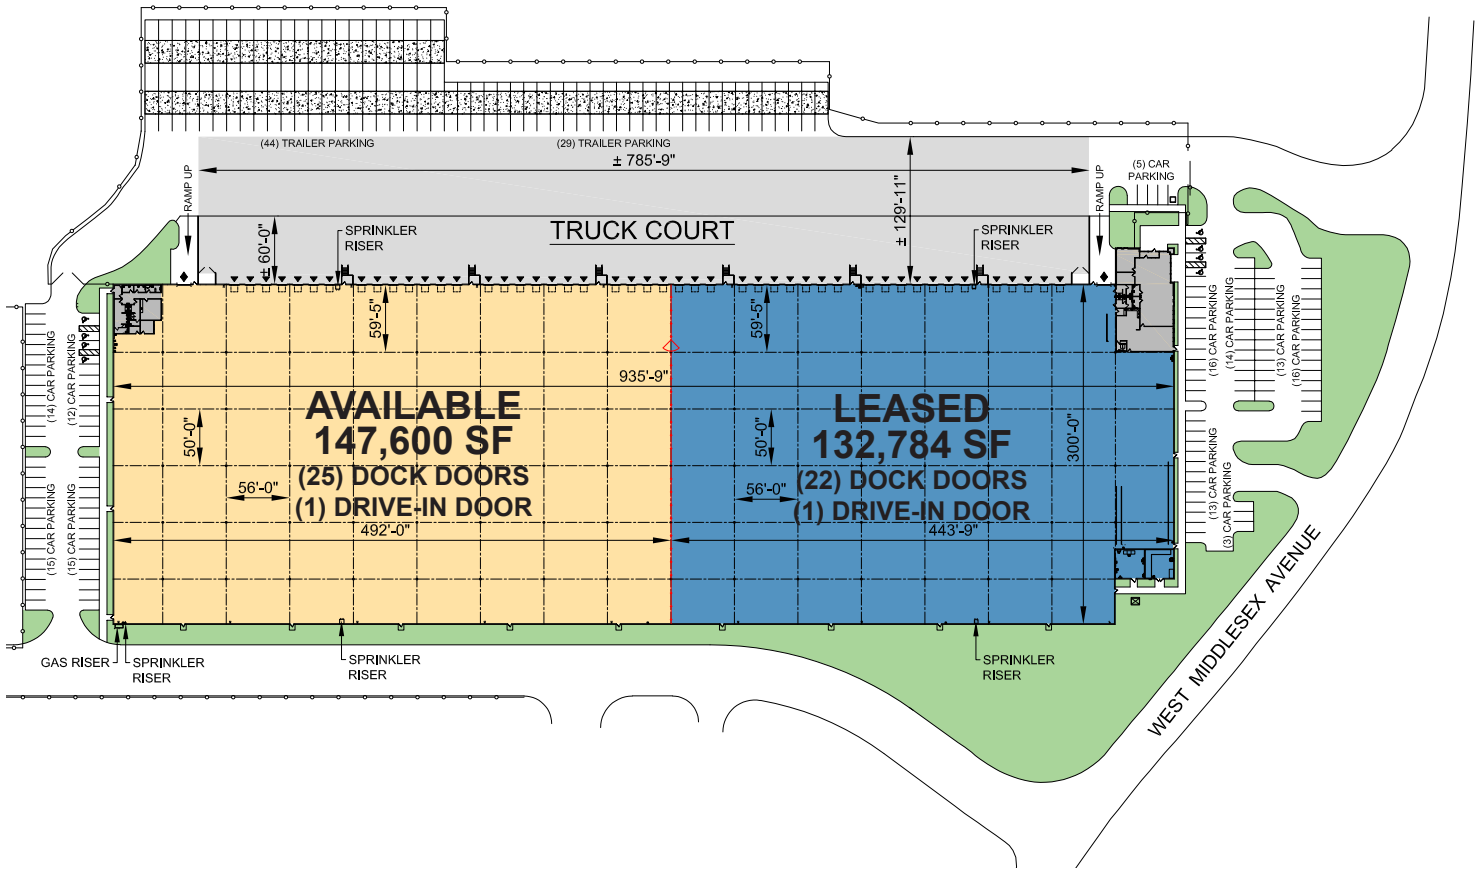 (44) TRAILER PARKING
(29) TRAILER PARKING
± 785'-9"
RAMP UP
± 60'-0"
SPRINKLER
RISER
TRUCK COURT
± 129'-11"
SPRINKLER
RISER
RAMP UP
(5) CAR
PARKING
59'-5"
59'-5"
935'-9"
AVAILABLE
147,600 SF
(25) DOCK DOORS
(1) DRIVE-IN DOOR
50'-0"
56'-0"
492'-0"
LEASED
132,784 SF
(22) DOCK DOORS
(1) DRIVE-IN DOOR
50'-0"
56'-0"
443'-9"
300'-0"
(14) CAR PARKING
(12) CAR PARKING
(15) CAR PARKING
(15) CAR PARKING
(16) CAR PARKING
(14) CAR PARKING
(13) CAR PARKING
(16) CAR PARKING
(13) CAR PARKING
(3) CAR PARKING
GAS RISER
SPRINKLER
RISER
SPRINKLER
RISER
SPRINKLER
RISER
WEST MIDDLESEX AVENUE